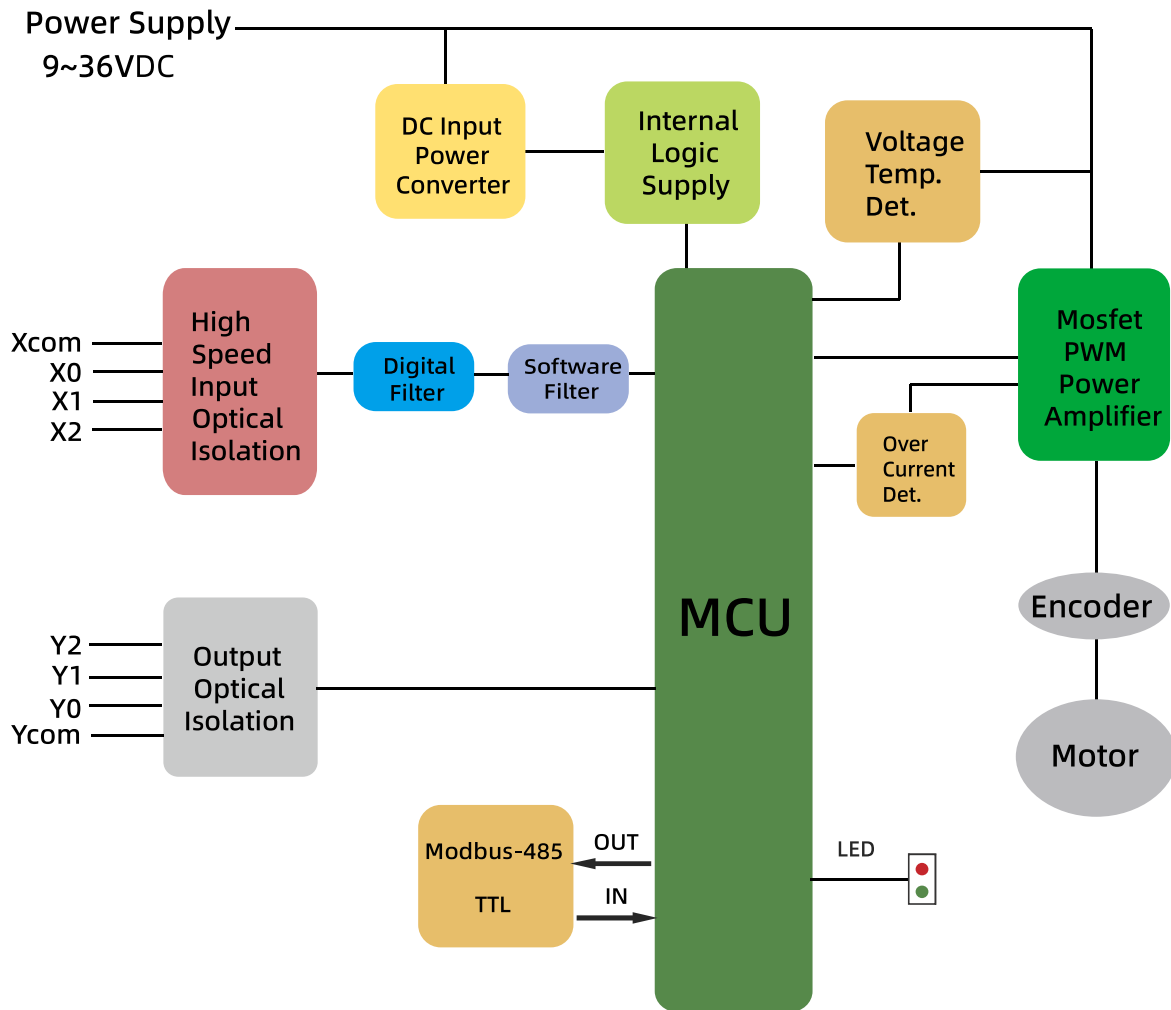 Power Supply
9~36VDC
DC Input
Power
Converter
Internal
Logic
Supply
Voltage
Temp.
Det.
Xcom
X0
X1
X2
High
Speed
Input
Optical
Isolation
Digital
Filter
Software
Filter
Mosfet
PWM
Power
Amplifier
Over
Current
Det.
MCU
Encoder
Motor
Y2
Y1
Y0
Ycom
Output
Optical
Isolation
Modbus-485
TTL
OUT
IN
LED